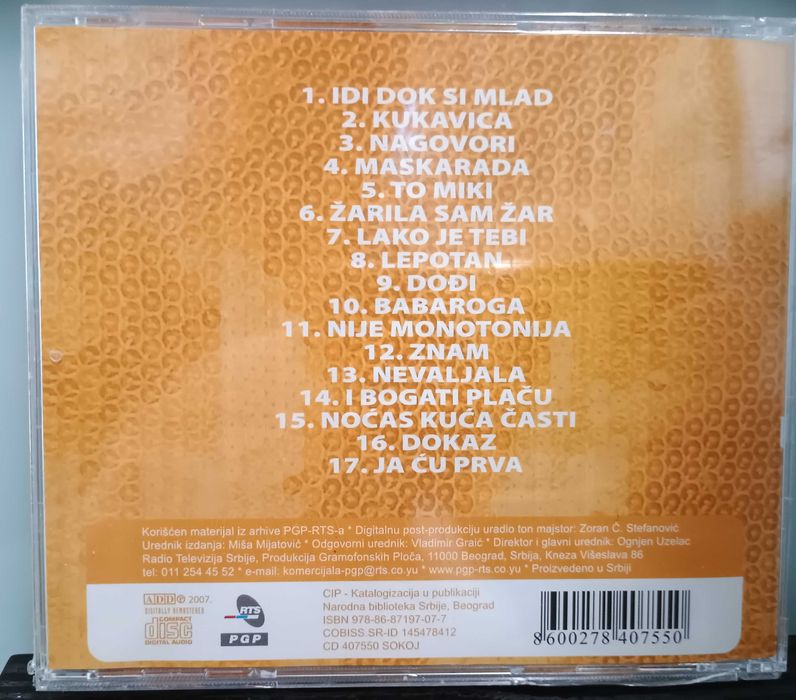 1. IDI DOK SI MLAD
2. KUKAVICA
3. NAGOVORI
4. MASKARADA
5. TO MIKI
6. ŽARILA SAM ŽAR
7. LAKO JE TEBI
8. LEPOTAN
9. DOĐI
10. BABAROGA
11. NIJE MONOTONIJA
12. ZNAM
13. NEVALJALA
14. I BOGATI PLAČU
15. NOĆAS KUĆA ČASTI
16. DOKAZ
17. JA ĆU PRVA
Korišćen materijal iz arhive PGP-RTS-a * Digitalnu post-produkciju uradio ton majstor: Zoran Č. Stefanović
Urednik izdanja: Miša Mijatović * Odgovorni urednik: Vladimir Graić * Direktor i glavni urednik: Ognjen Uzelac
Radio Televizija Srbije, Produkcija Gramofonskih Ploča, 11000 Beograd, Srbija, Kneza Višeslava 86
tel: 011 254 45 52 * e-mail: komercijala-pgp@rts.co.yu * www.pgp-rts.co.yu * Proizvedeno u Srbiji
ADD ℗ 2007.
DIGITALLY REMASTERED
COMPACT
disc
DIGITAL AUDIO
RTS
PGP
CIP - Katalogizacija u publikaciji
Narodna biblioteka Srbije, Beograd
ISBN 978-86-87197-07-7
COBISS.SR-ID 145478412
CD 407550 SOKOJ
8600278407550